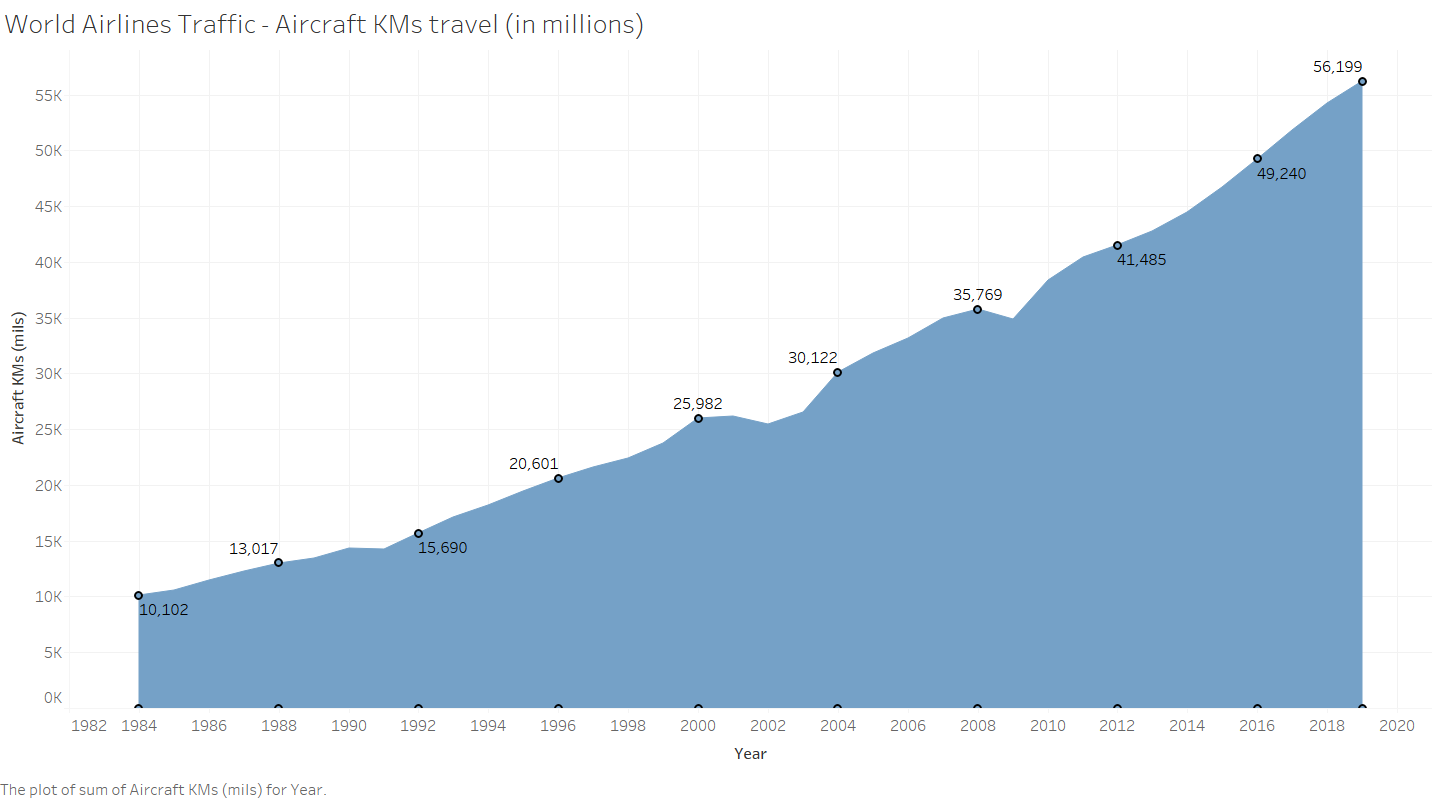 World Airlines Traffic - Aircraft KMs travel (in millions)
56,199
55K
50K
49,240
45K
41,485
40K
35,769
35K
30,122
30K
25,982
25K
20,601
20K
15,690
15K
13,017
10K
10,102
5K
0K
Aircraft KMs (mils)
1982 1984 1986 1988 1990 1992 1994 1996 1998 2000 2002 2004 2006 2008 2010 2012 2014 2016 2018 2020
Year
The plot of sum of Aircraft KMs (mils) for Year.